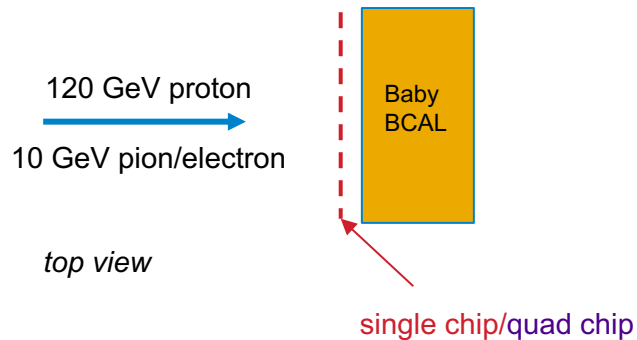 120 GeV proton
10 GeV pion/electron
Baby
BCAL
top view
single chip/quad chip